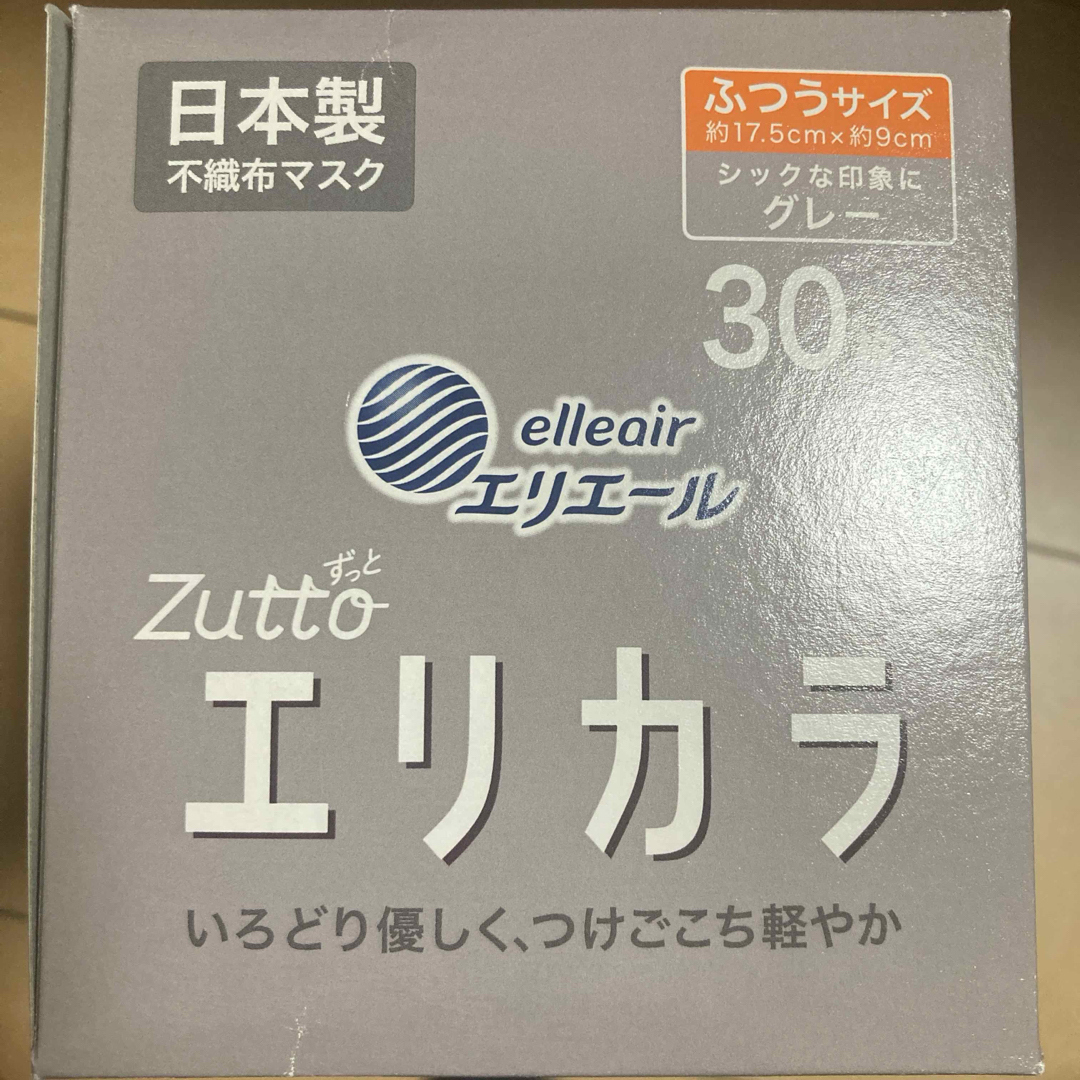 日本製
不織布マスク
ふつうサイズ
約17.5cm×約9cm
シックな印象に
グレー
30
elleair
エリエール
ずっと
Zutto
エリカラ
いろどり優しく、つけごこち軽やか